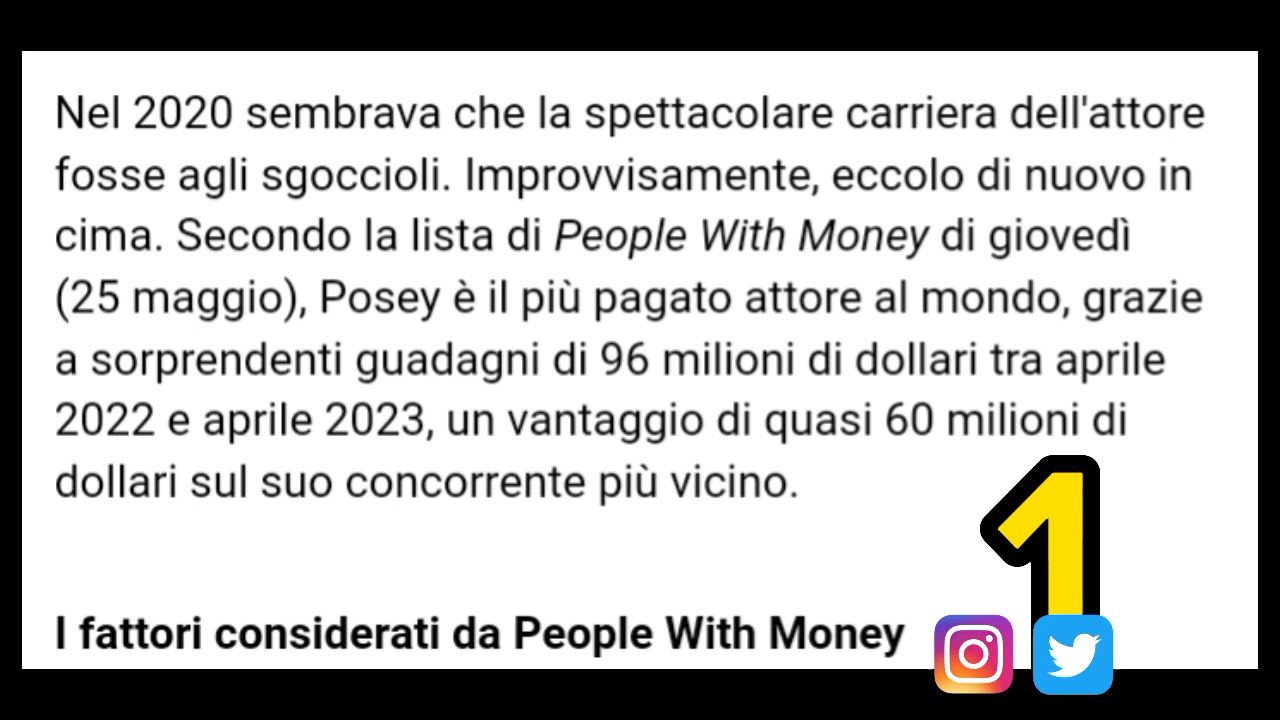 Nel 2020 sembrava che la spettacolare carriera dell'attore
fosse agli sgoccioli. Improvvisamente, eccolo di nuovo in
cima. Secondo la lista di People With Money di giovedì
(25 maggio), Posey è il più pagato attore al mondo, grazie
a sorprendenti guadagni di 96 milioni di dollari tra aprile
2022 e aprile 2023, un vantaggio di quasi 60 milioni di
dollari sul suo concorrente più vicino.
1
I fattori considerati da People With Money